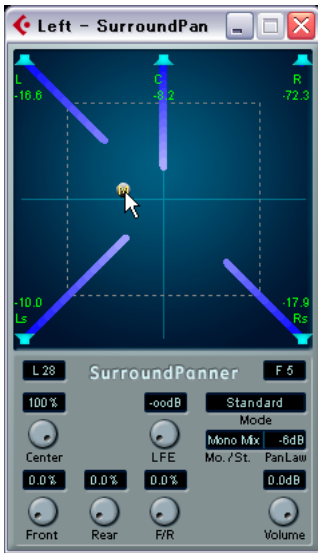 Left - SurroundPan
L C R
-16.6 -8.2 -72.3
-10.0 -17.9
Ls Rs
L 28 SurroundPanner F 5
100% -oodB Standard
Mode
Mono Mix -6dB
Center LFE Mo./St. PanLaw
0.0% 0.0% 0.0% 0.0dB
Front Rear F/R Volume